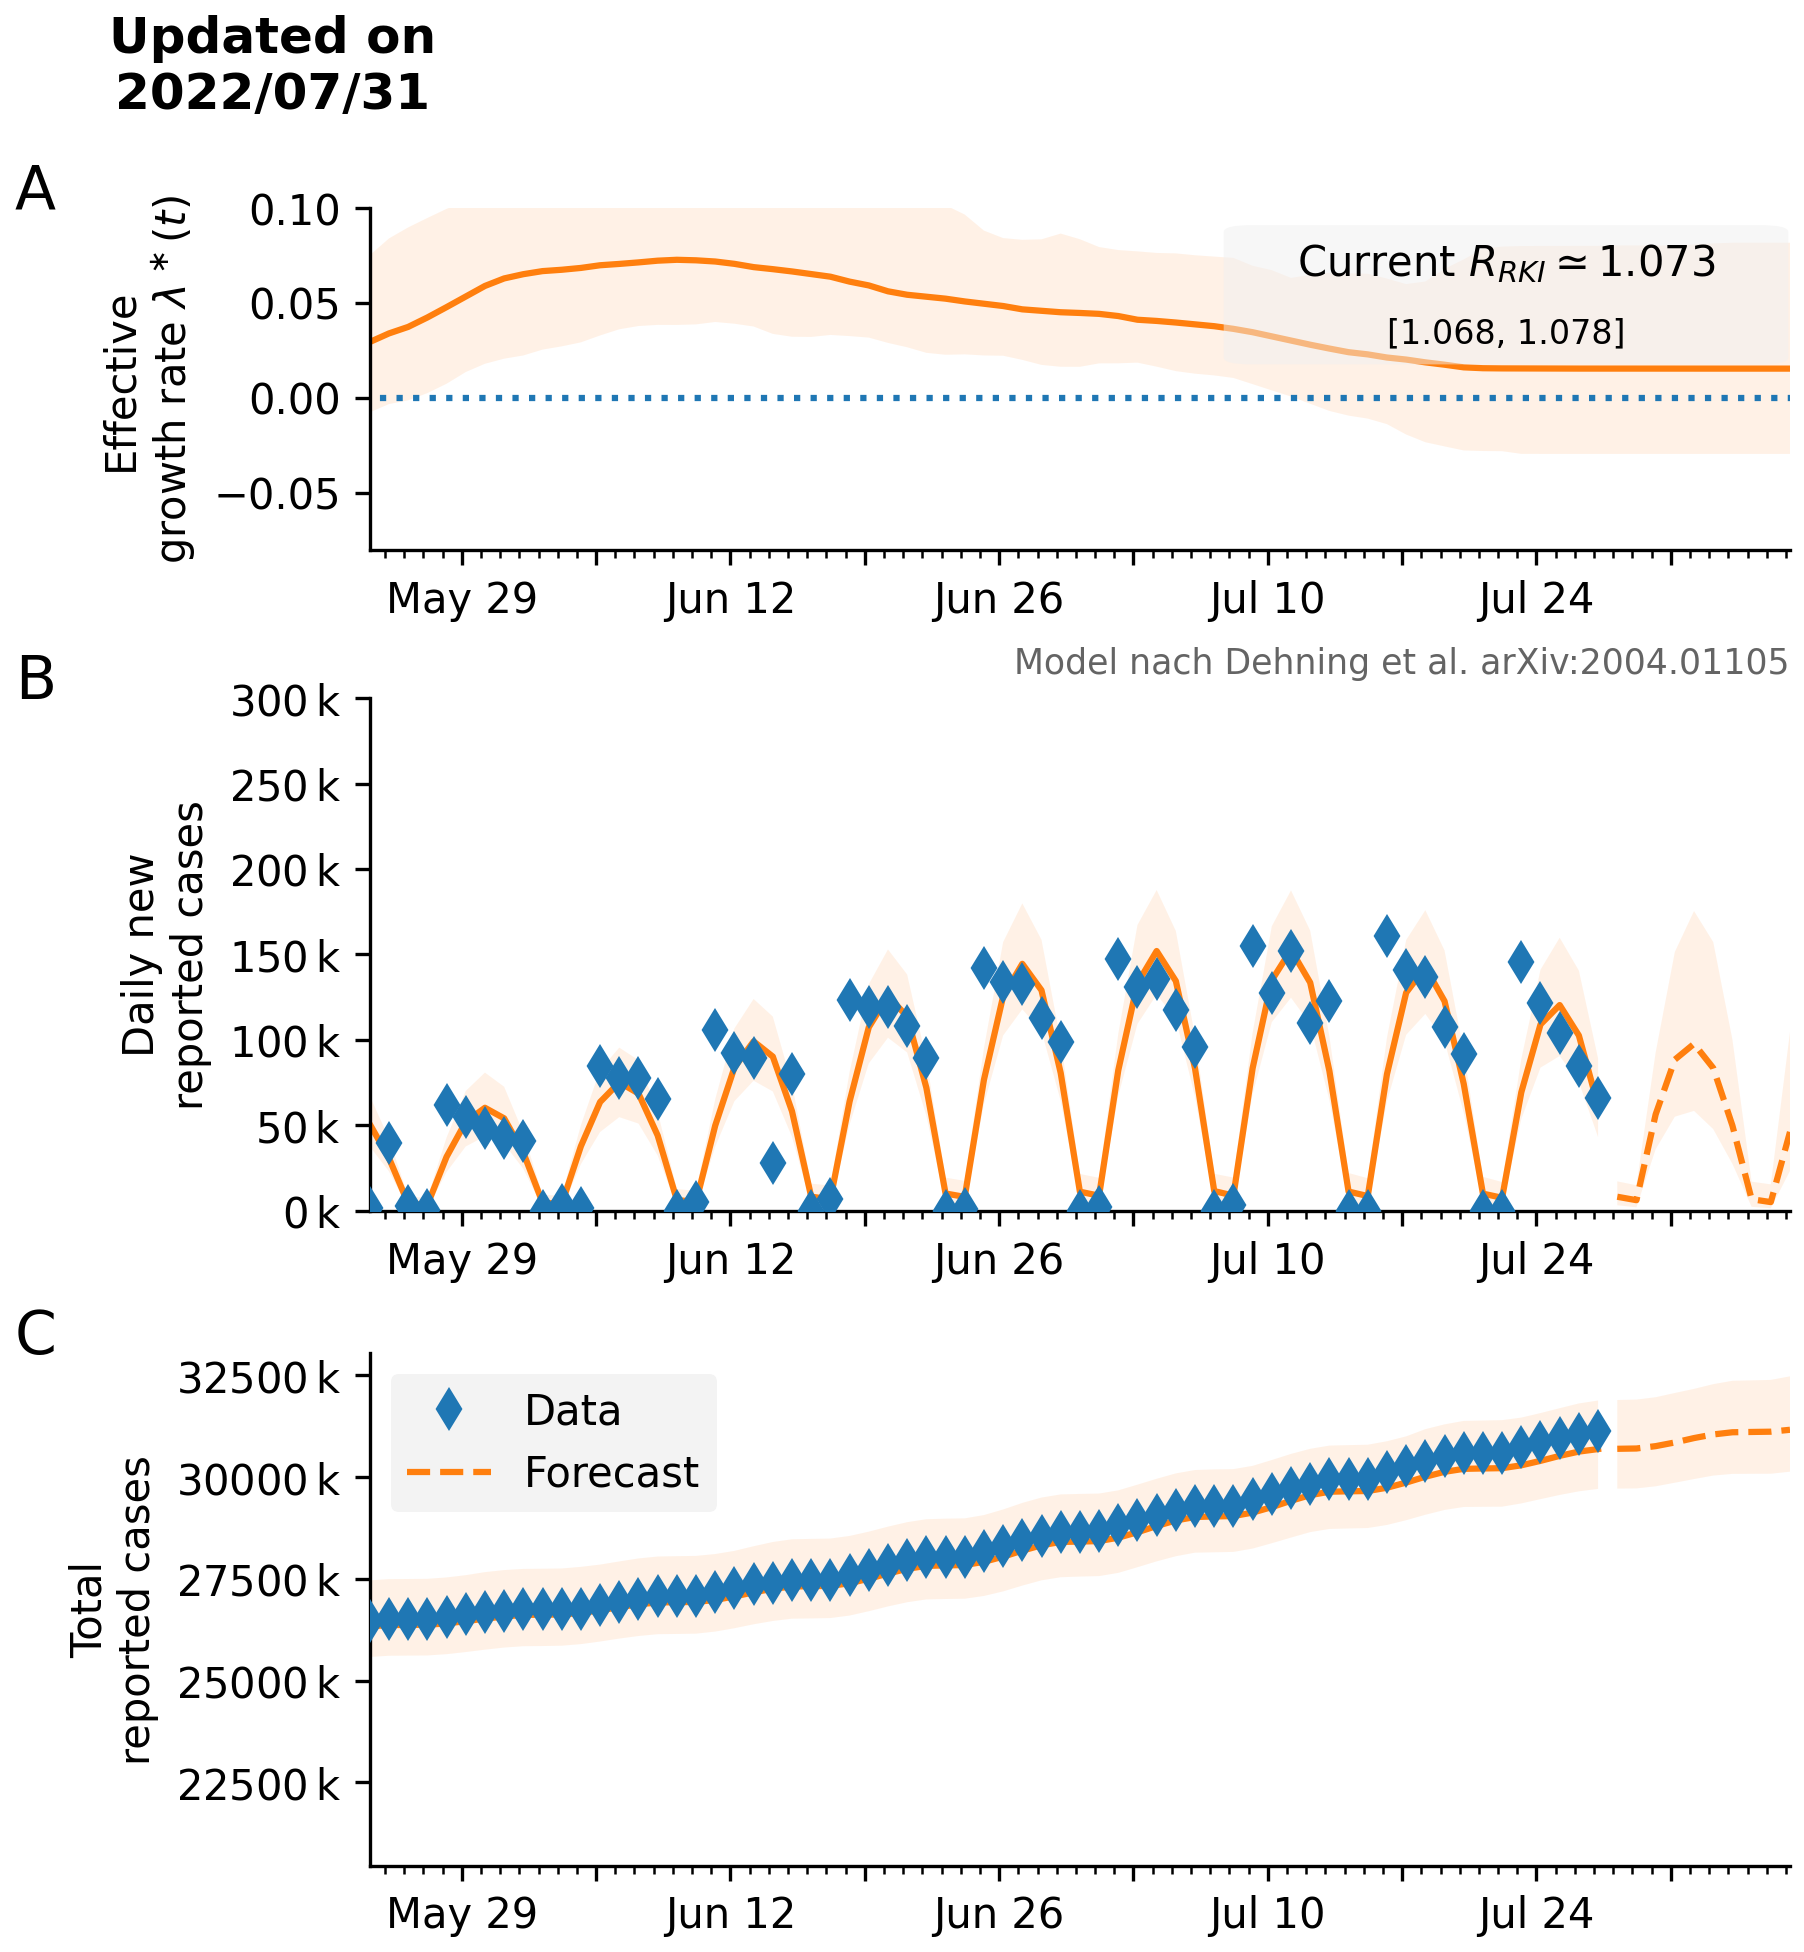 Updated on
2022/07/31
A
Effective
growth rate λ * (t)
0.10
0.05
0.00
−0.05
Current R_RKI ≃ 1.073
[1.068, 1.078]
May 29
Jun 12
Jun 26
Jul 10
Jul 24
Model nach Dehning et al. arXiv:2004.01105
B
Daily new
reported cases
300 k
250 k
200 k
150 k
100 k
50 k
0 k
May 29
Jun 12
Jun 26
Jul 10
Jul 24
C
Total
reported cases
32500 k
30000 k
27500 k
25000 k
22500 k
Data
Forecast
May 29
Jun 12
Jun 26
Jul 10
Jul 24